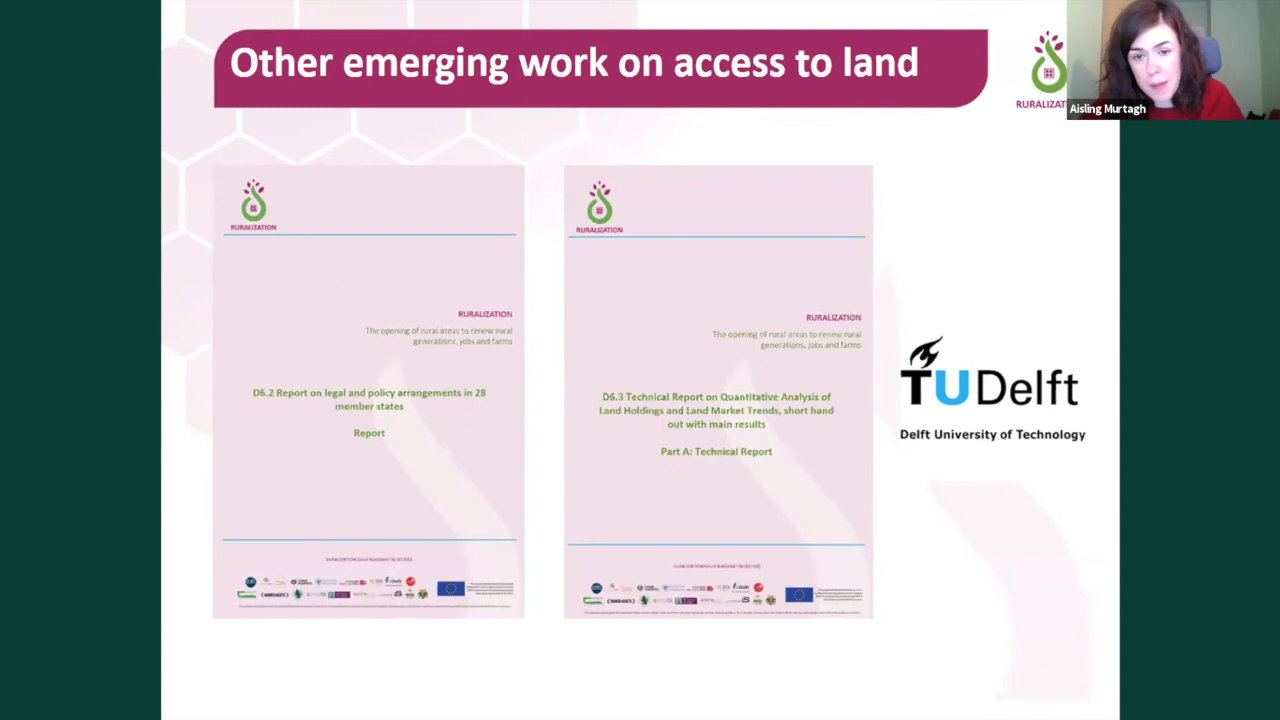 Other emerging work on access to land
RURALIZATI
Aisling Murtagh
RURALIZATION
RURALIZATION
The opening of rural areas to renew rural
generations, jobs and farms
D6.2 Report on legal and policy arrangements in 28
member states
Report
RURALIZATION
RURALIZATION
The opening of rural areas to renew rural
generations, jobs and farms
D6.3 Technical Report on Quantitative Analysis of
Land Holdings and Land Market Trends, short hand
out with main results
Part A: Technical Report
TUDelft
Delft University of Technology